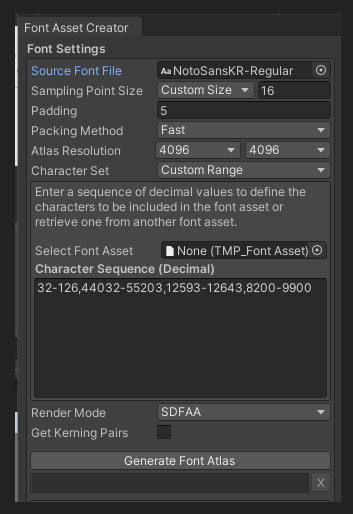 Font Asset Creator
Font Settings
Source Font File Aa NotoSansKR-Regular
Sampling Point Size Custom Size 16
Padding 5
Packing Method Fast
Atlas Resolution 4096 4096
Character Set Custom Range
Enter a sequence of decimal values to define the
characters to be included in the font asset or
retrieve one from another font asset.
Select Font Asset None (TMP_Font Asset)
Character Sequence (Decimal)
32-126,44032-55203,12593-12643,8200-9900
Render Mode SDFAA
Get Kerning Pairs
Generate Font Atlas
X